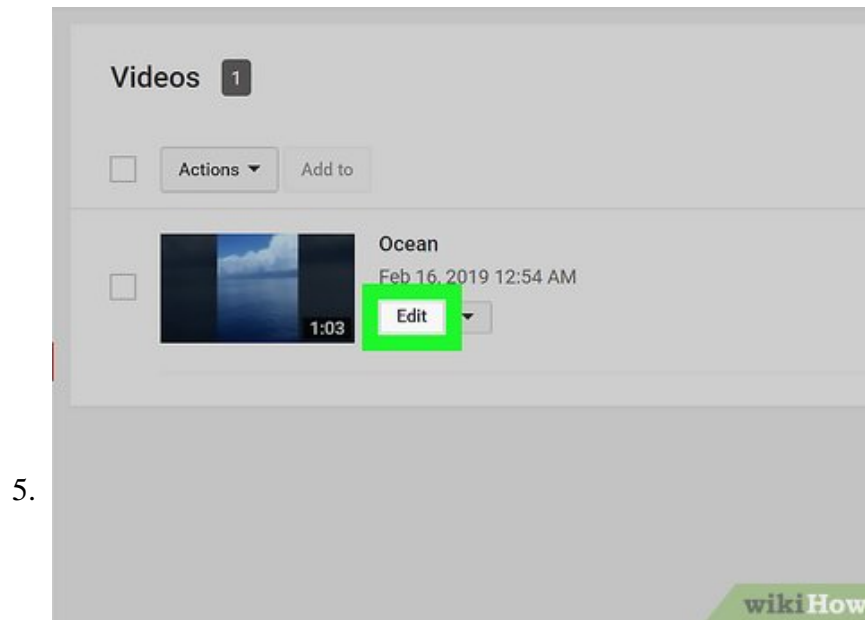 Videos 1
Actions Add to
Ocean
Feb 16, 2019 12:54 AM
1:03
Edit
5.
wikiHow